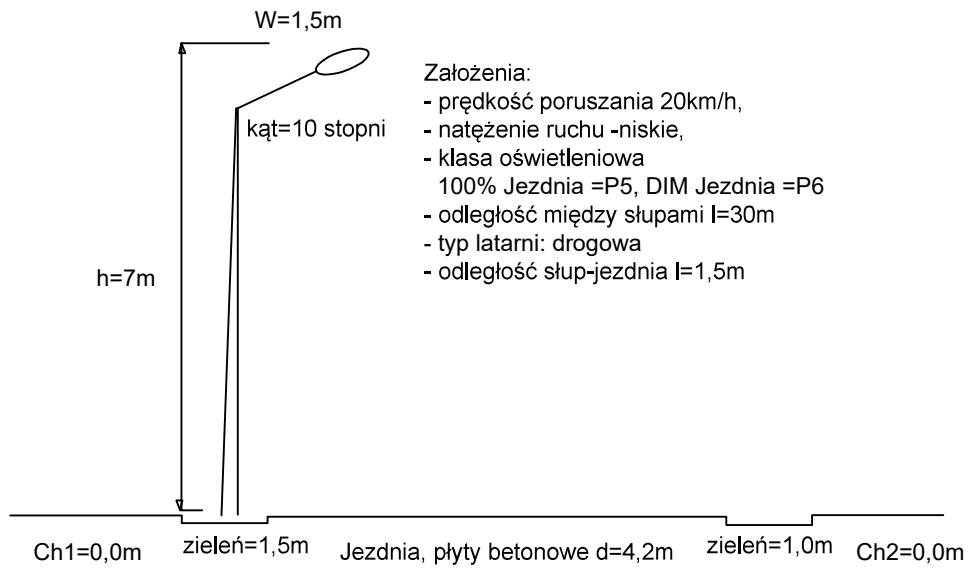 W=1,5m
Założenia:
- prędkość poruszania 20km/h,
- natężenie ruchu -niskie,
- klasa oświetleniowa
100% Jezdnia =P5, DIM Jezdnia =P6
- odległość między słupami l=30m
- typ latarni: drogowa
- odległość słup-jezdnia l=1,5m
kąt=10 stopni
h=7m
Ch1=0,0m
zieleń=1,5m
Jezdnia, płyty betonowe d=4,2m
zieleń=1,0m
Ch2=0,0m